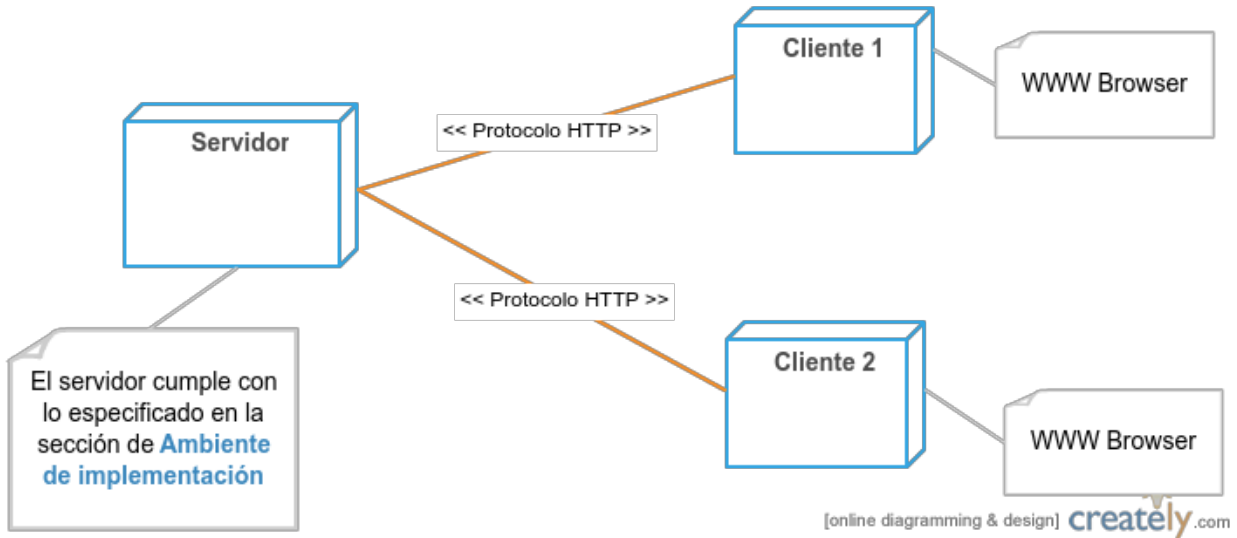 Cliente 1
WWW Browser
Servidor
<< Protocolo HTTP >>
<< Protocolo HTTP >>
Cliente 2
El servidor cumple con
lo especificado en la
sección de Ambiente
de implementación
WWW Browser
[online diagramming & design] creately.com